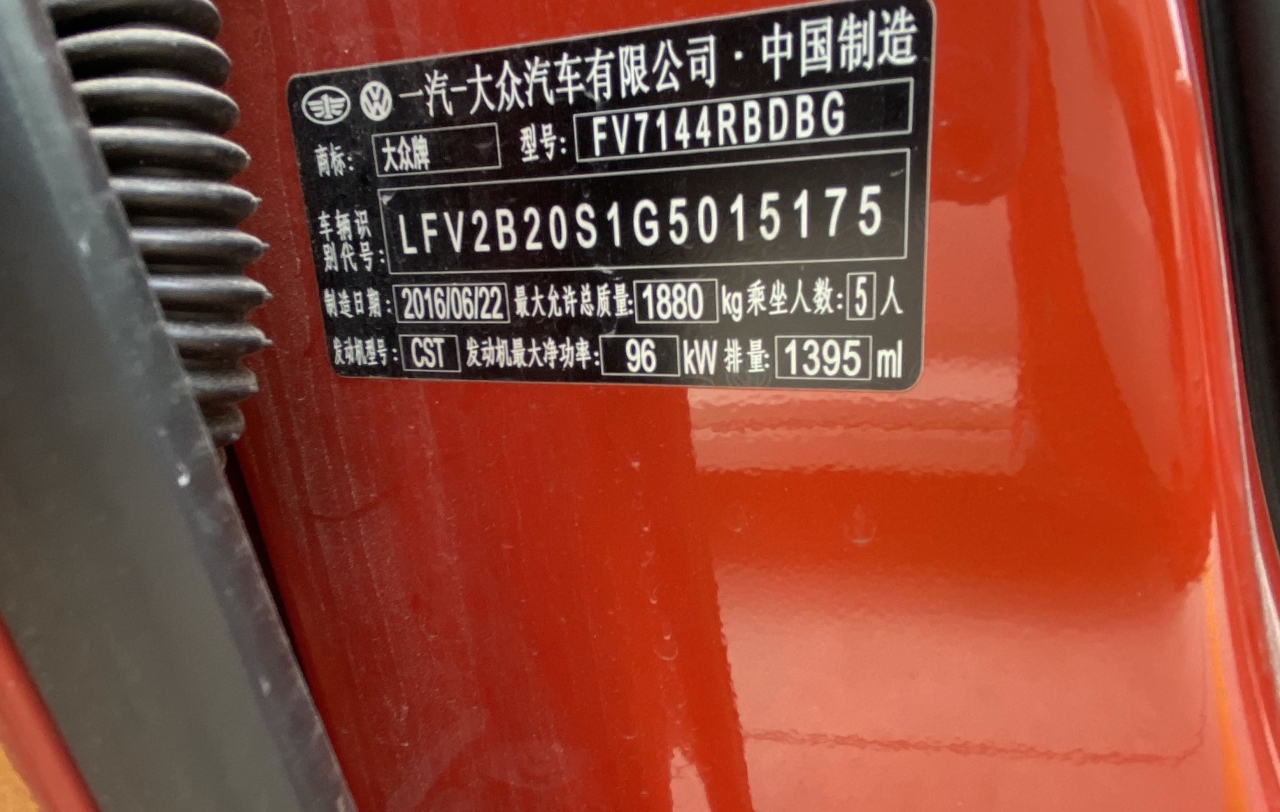 一汽-大众汽车有限公司·中国制造
商标: 大众牌 型号: FV7144RBDBG
车辆识别代号: LFV2B20S1G5015175
制造日期: 2016/06/22 最大允许总质量: 1880 kg 乘坐人数: 5 人
发动机型号: CST 发动机最大净功率: 96 kW 排量: 1395 ml